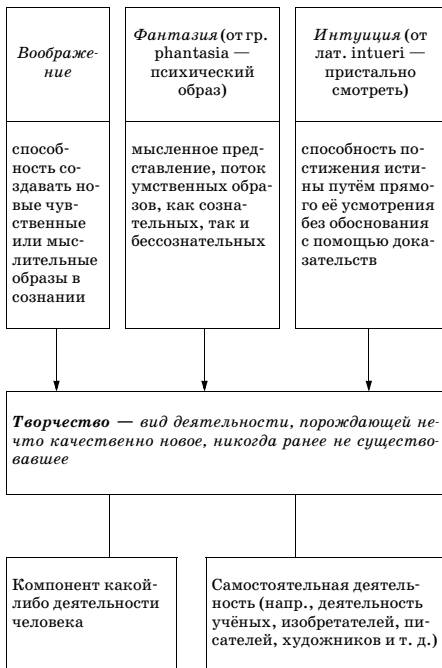 Воображе-
ние
Фантазия (от гр.
phantasia —
психический
образ)
Интуиция (от
лат. intueri —
пристально
смотреть)
способ-
ность со-
здавать но-
вые чув-
ственные
или мыс-
лительные
образы в
сознании
мысленное пред-
ставление, поток
умственных обра-
зов, как созна-
тельных, так и
бессознательных
способность по-
стижения исти-
ны путём прямо-
го её усмотрения
без обоснования
с помощью дока-
зательств
Творчество — вид деятельности, порождающей не-
что качественно новое, никогда ранее не существо-
вавшее
Компонент какой-
либо деятельности
человека
Самостоятельная деятель-
ность (напр., деятельность
учёных, изобретателей, пи-
сателей, художников и т. д.)